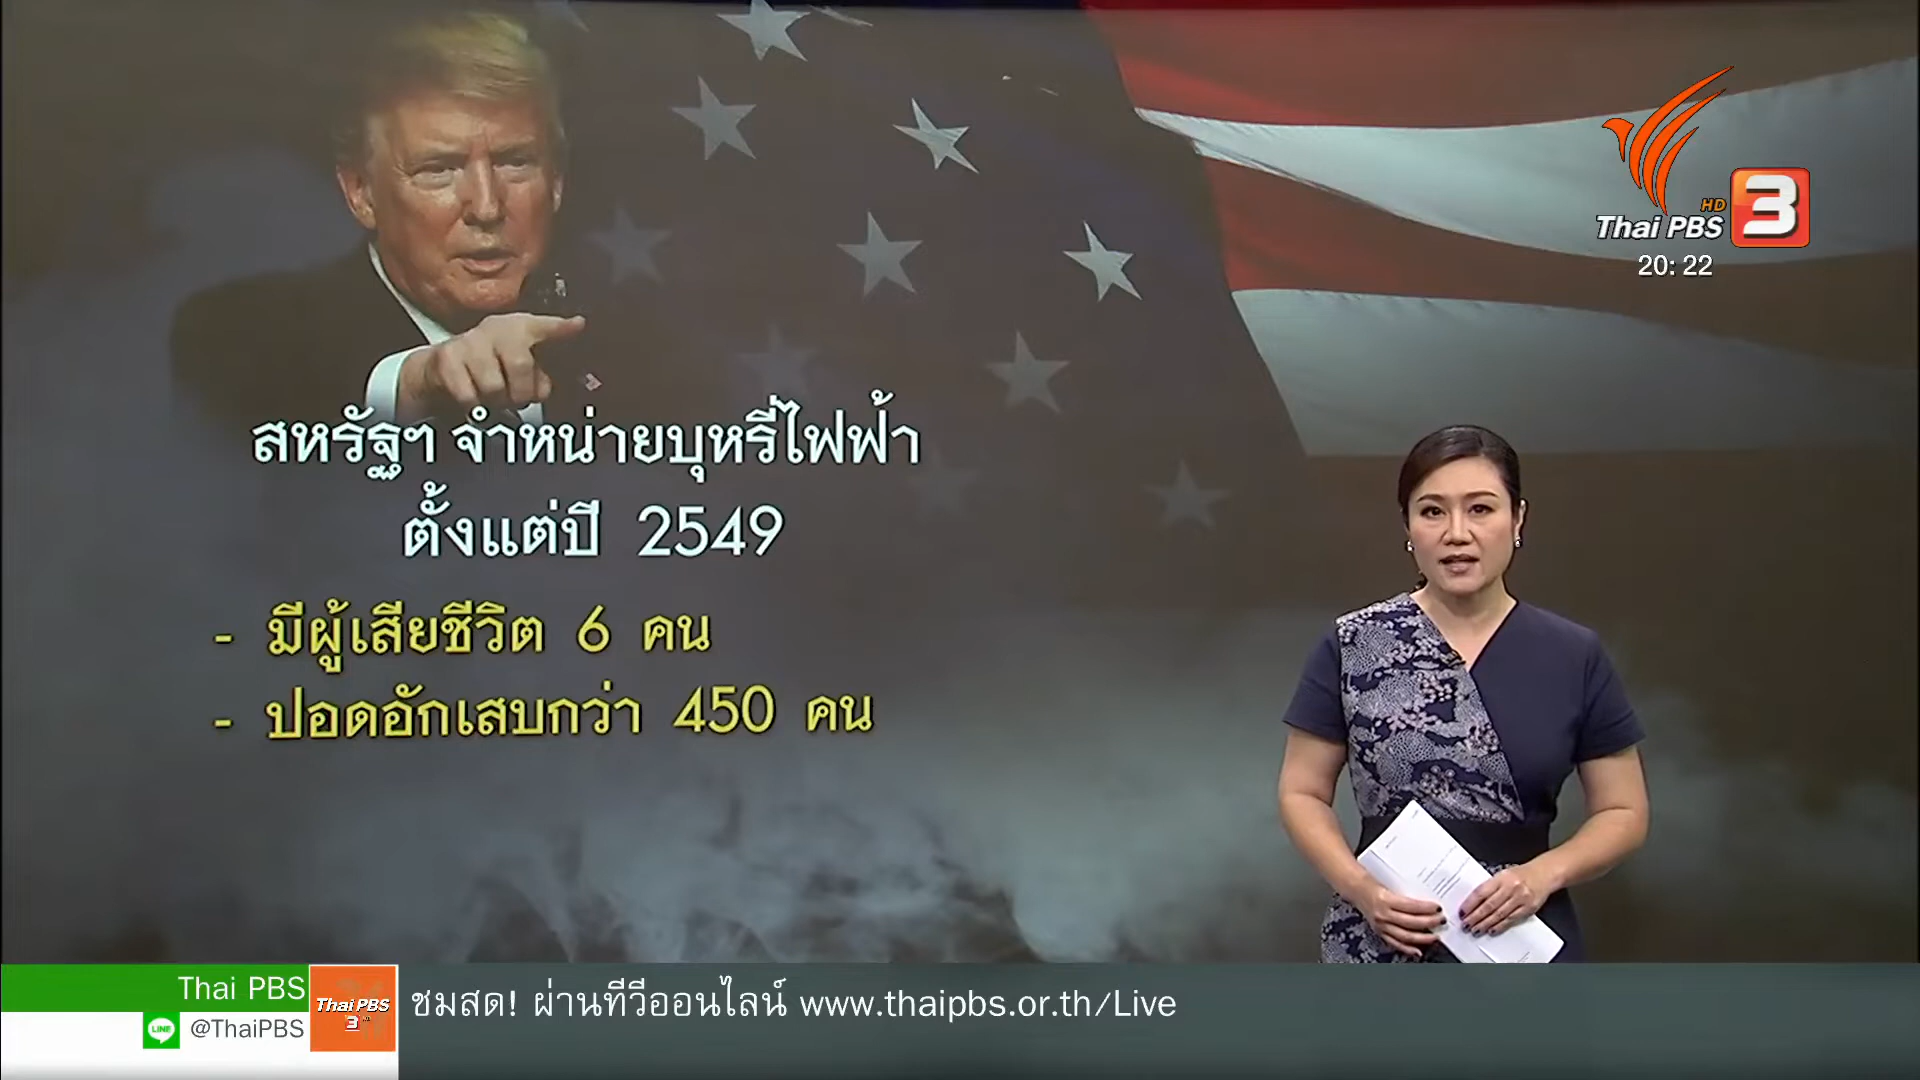 สหรัฐฯ จำหน่ายบุหรี่ไฟฟ้า
ตั้งแต่ปี 2549
- มีผู้เสียชีวิต 6 คน
- ปอดอักเสบกว่า 450 คน
HD
Thai PBS 3
20: 22
Thai PBS
LINE @ThaiPBS
Thai PBS
3
ชมสด! ผ่านทีวีออนไลน์ www.thaipbs.or.th/Live